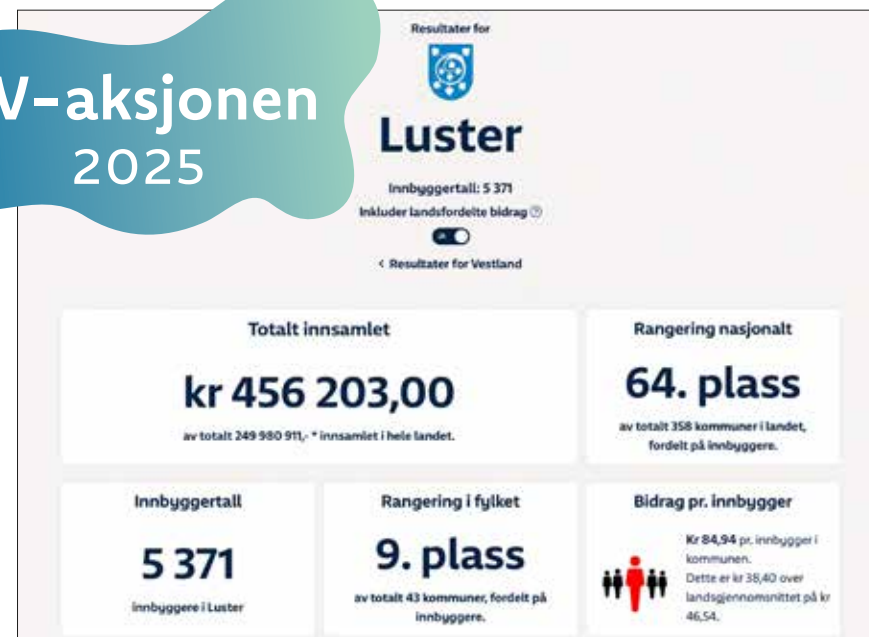 V-aksjonen
2025
Resultater for
Luster
Innbyggertall: 5 371
Inkluder landsfordelte bidrag ?
< Resultater for Vestland
Totalt innsamlet
kr 456 203,00
av totalt 249 980 911,- * innsamlet i hele landet.
Rangering nasjonalt
64. plass
av totalt 358 kommuner i landet,
fordelt på innbyggere.
Innbyggertall
5 371
innbyggere i Luster
Rangering i fylket
9. plass
av totalt 43 kommuner, fordelt på
innbyggere.
Bidrag pr. innbygger
Kr 84,94 pr. innbygger i
kommunen.
Dette er kr 38,40 over
landsgjennomsnittet på kr
46,54.